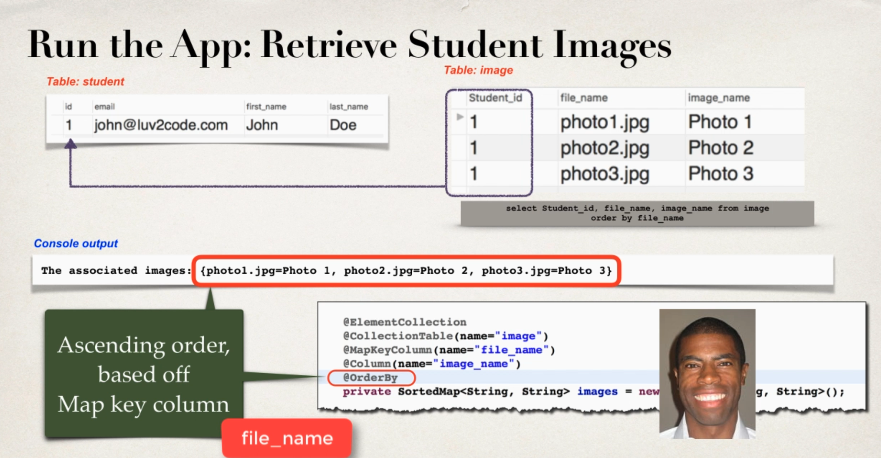 Run the App: Retrieve Student Images
Table: student
id email first_name last_name
1 john@luv2code.com John Doe
Table: image
Student_id file_name image_name
1 photo1.jpg Photo 1
1 photo2.jpg Photo 2
1 photo3.jpg Photo 3
select Student_id, file_name, image_name from image
order by file_name
Console output
The associated images: {photo1.jpg=Photo 1, photo2.jpg=Photo 2, photo3.jpg=Photo 3}
Ascending order,
based off
Map key column
file_name
@ElementCollection
@CollectionTable(name="image")
@MapKeyColumn(name="file_name")
@Column(name="image_name")
@OrderBy
private SortedMap<String, String> images = new g, String>();